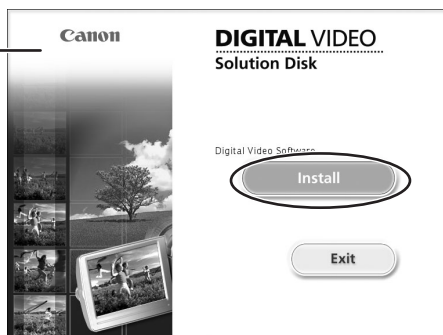 Canon
DIGITAL VIDEO
Solution Disk
Digital Video Software
Install
Exit